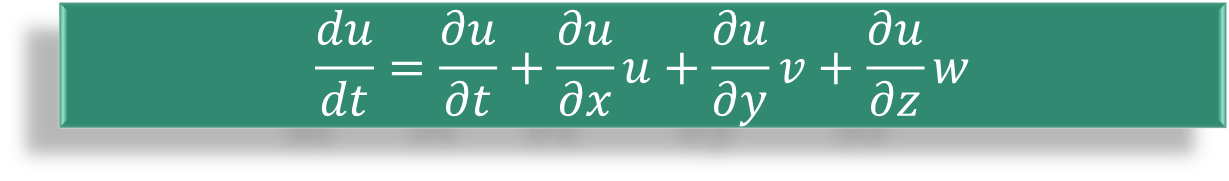 du/dt = ∂u/∂t + ∂u/∂x u + ∂u/∂y v + ∂u/∂z w